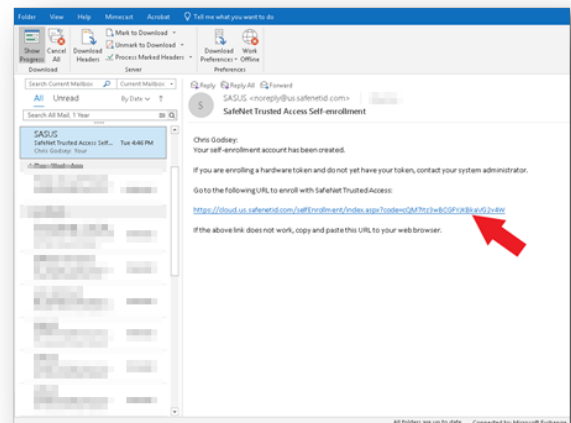 Folder View Help Mimecast Acrobat Tell me what you want to do
Show Progress
Cancel All
Download Headers
Mark to Download
Unmark to Download
Process Marked Headers
Download Preferences
Work Offline
Download Server Preferences
Search Current Mailbox Current Mailbox
All Unread By Date
Search All Mail, 1 Year
SASUS
SafeNet Trusted Access Self... Tue 4:46 PM
Chris Godsey: Your
Reply Reply All Forward
S
SASUS <noreply@us.safenetid.com>
SafeNet Trusted Access Self-enrollment
Chris Godsey:
Your self-enrollment account has been created.
If you are enrolling a hardware token and do not yet have your token, contact your system administrator.
Go to the following URL to enroll with SafeNet Trusted Access:
If the above link does not work, copy and paste this URL to your web browser.
All folders are up to date. Connected to: Microsoft Exchange